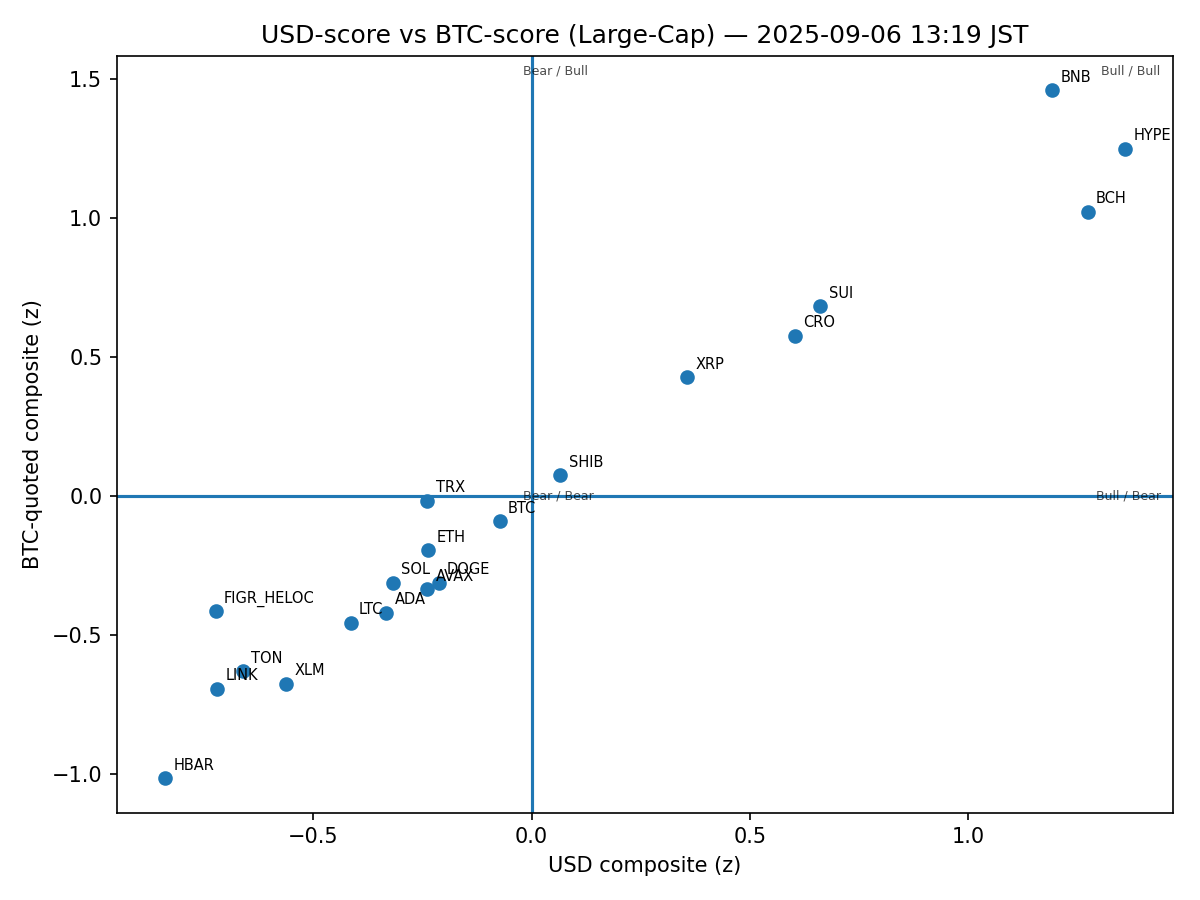 USD-score vs BTC-score (Large-Cap) — 2025-09-06 13:19 JST
Bear / Bull
Bull / Bull
BNB
HYPE
BCH
SUI
CRO
XRP
SHIB
TRX
Bear / Bear
Bull / Bear
BTC
ETH
SOL
DOGE
AVAX
FIGR_HELOC
ADA
LTC
TON
LINK
XLM
HBAR
1.5
1.0
0.5
0.0
−0.5
−1.0
−0.5
0.0
0.5
1.0
BTC-quoted composite (z)
USD composite (z)